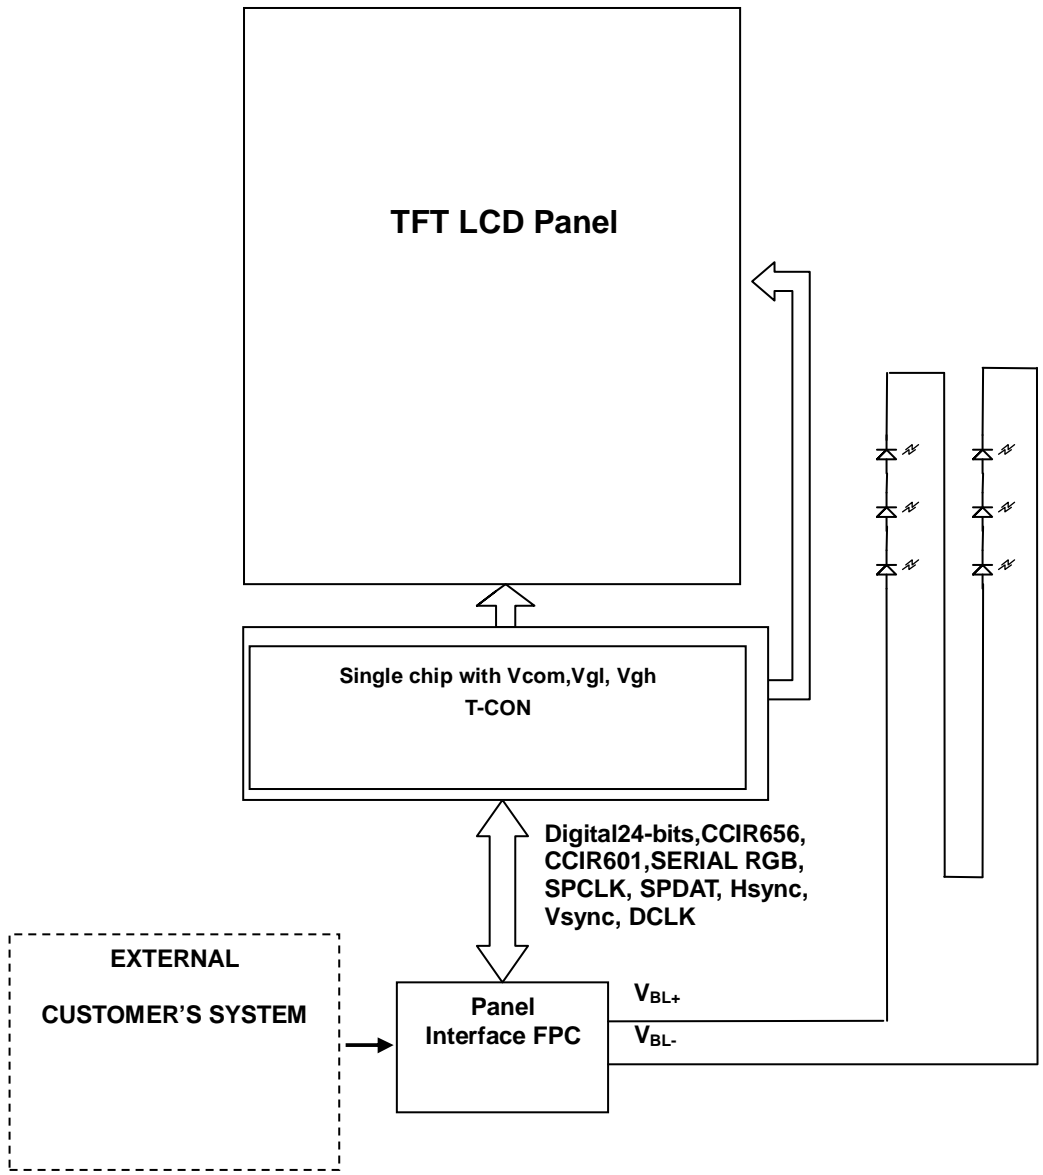 TFT LCD Panel
Single chip with Vcom,Vgl, Vgh
T-CON
Digital24-bits,CCIR656,
CCIR601,SERIAL RGB,
SPCLK, SPDAT, Hsync,
Vsync, DCLK
EXTERNAL
CUSTOMER’S SYSTEM
Panel
Interface FPC
VBL+
VBL-